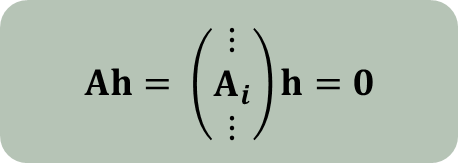 Ah = (⋮ Aᵢ ⋮) h = 0